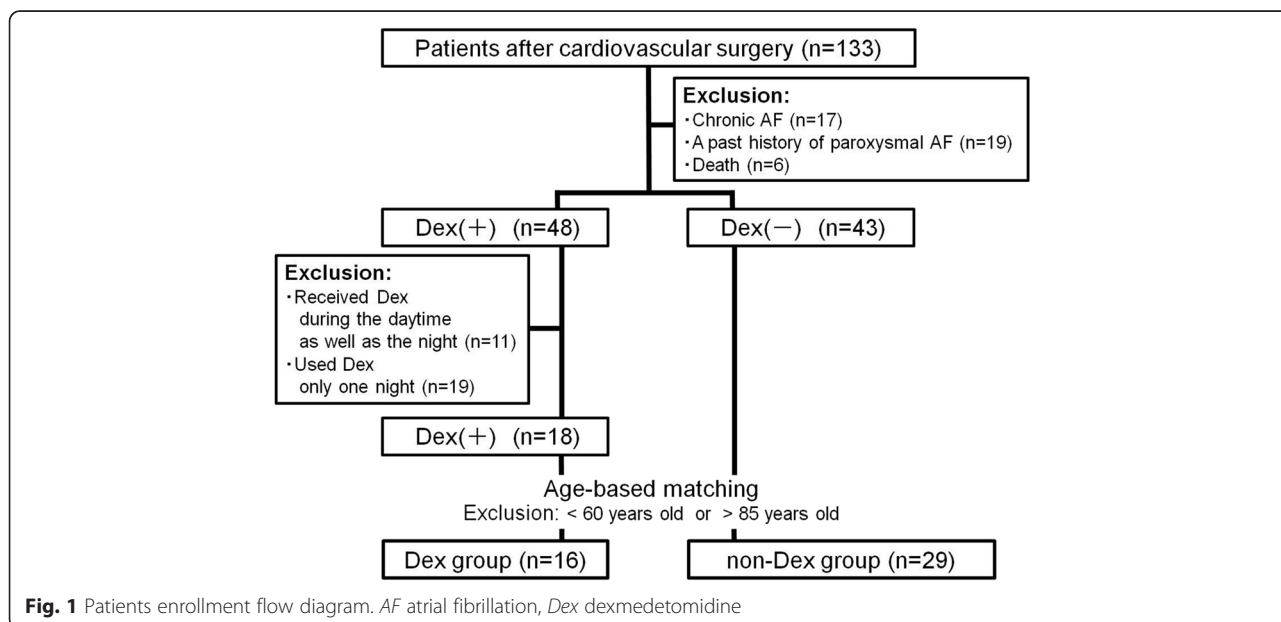 Patients after cardiovascular surgery (n=133)
Exclusion:
・Chronic AF (n=17)
・A past history of paroxysmal AF (n=19)
・Death (n=6)
Dex(+) (n=48)
Dex(−) (n=43)
Exclusion:
・Received Dex
during the daytime
as well as the night (n=11)
・Used Dex
only one night (n=19)
Dex(+) (n=18)
Age-based matching
Exclusion: < 60 years old or > 85 years old
Dex group (n=16)
non-Dex group (n=29)
Fig. 1 Patients enrollment flow diagram. AF atrial fibrillation, Dex dexmedetomidine